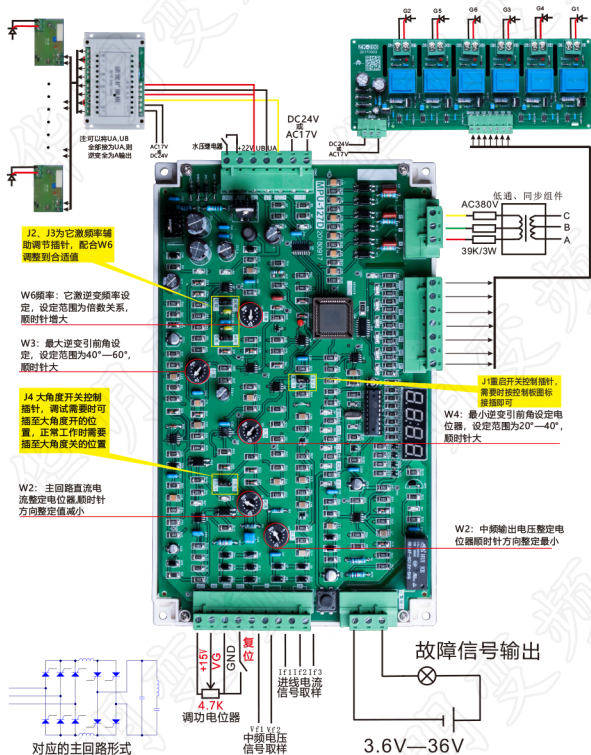 G2
G5
G6
G3
G4
G1
注:可以将UA,UB
全部接为UA,则
逆变全为A输出
AC17V
或
DC24V
水压继电器
+22V
UB
UA
DC24V
或
AC17V
DC24V
或
AC17V
MPU-127D
低通、同步组件
AC380V
39K/3W
C
B
A
J2、J3为它激频率辅
助调节插针，配合W6
调整到合适值
W6频率：它激逆变频率设
定，设定范围为倍数关系，
顺时针增大
W3：最大逆变引前角设
定，设定范围为40°—60°，
顺时针大
J4 大角度开关控制
插针，调试需要时可
插至大角度开的位
置，正常工作时需要
插至大角度关的位置
J1重启开关控制插针，
需要时按控制板图标
接插即可
W4：最小逆变引前角设定电
位器，设定范围为20°—40°，
顺时针大
W2： 主回路直流电
流整定电位器,顺时针
方向整定值减小
W2：中频输出电压整定电
位器顺时针方向整定最小
+15V
VG
GND
复位
4.7K
调功电位器
Vf1
Vf2
中频电压
信号取样
If1
If2
If3
进线电流
信号取样
故障信号输出
3.6V—36V
对应的主回路形式